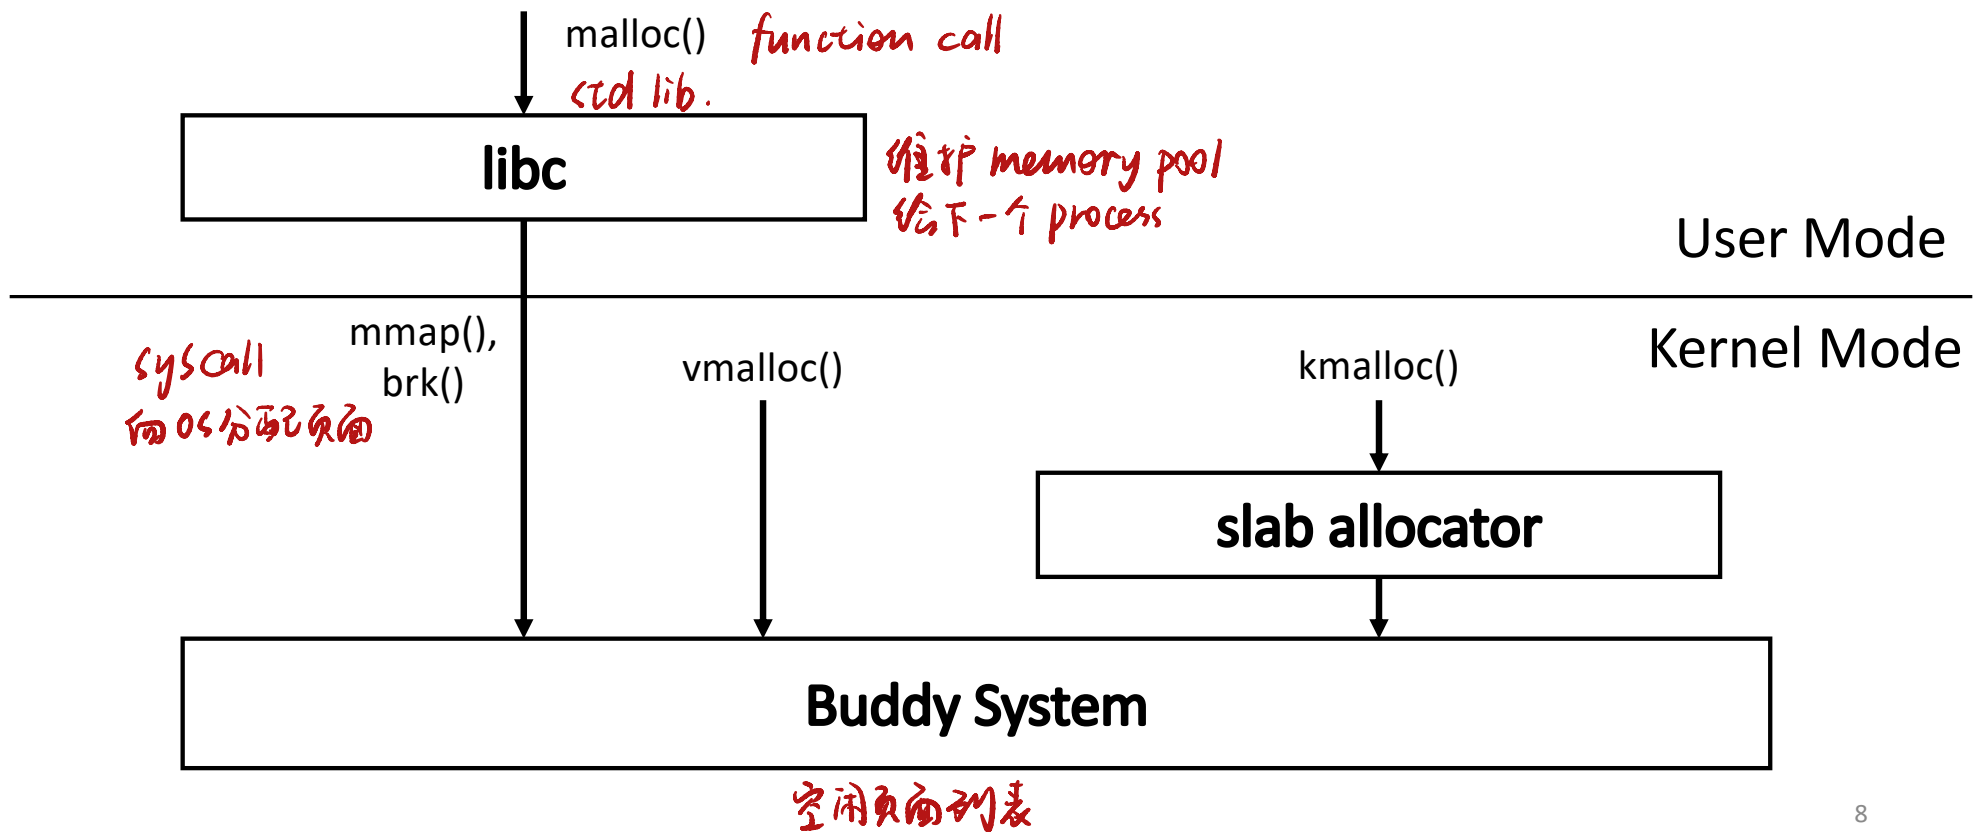 malloc() function call
std lib.
libc
维护 memory pool
给下一个 process
User Mode
Kernel Mode
mmap(),
brk()
syscall
向OS分配页面
vmalloc()
kmalloc()
slab allocator
Buddy System
空闲页面列表
8